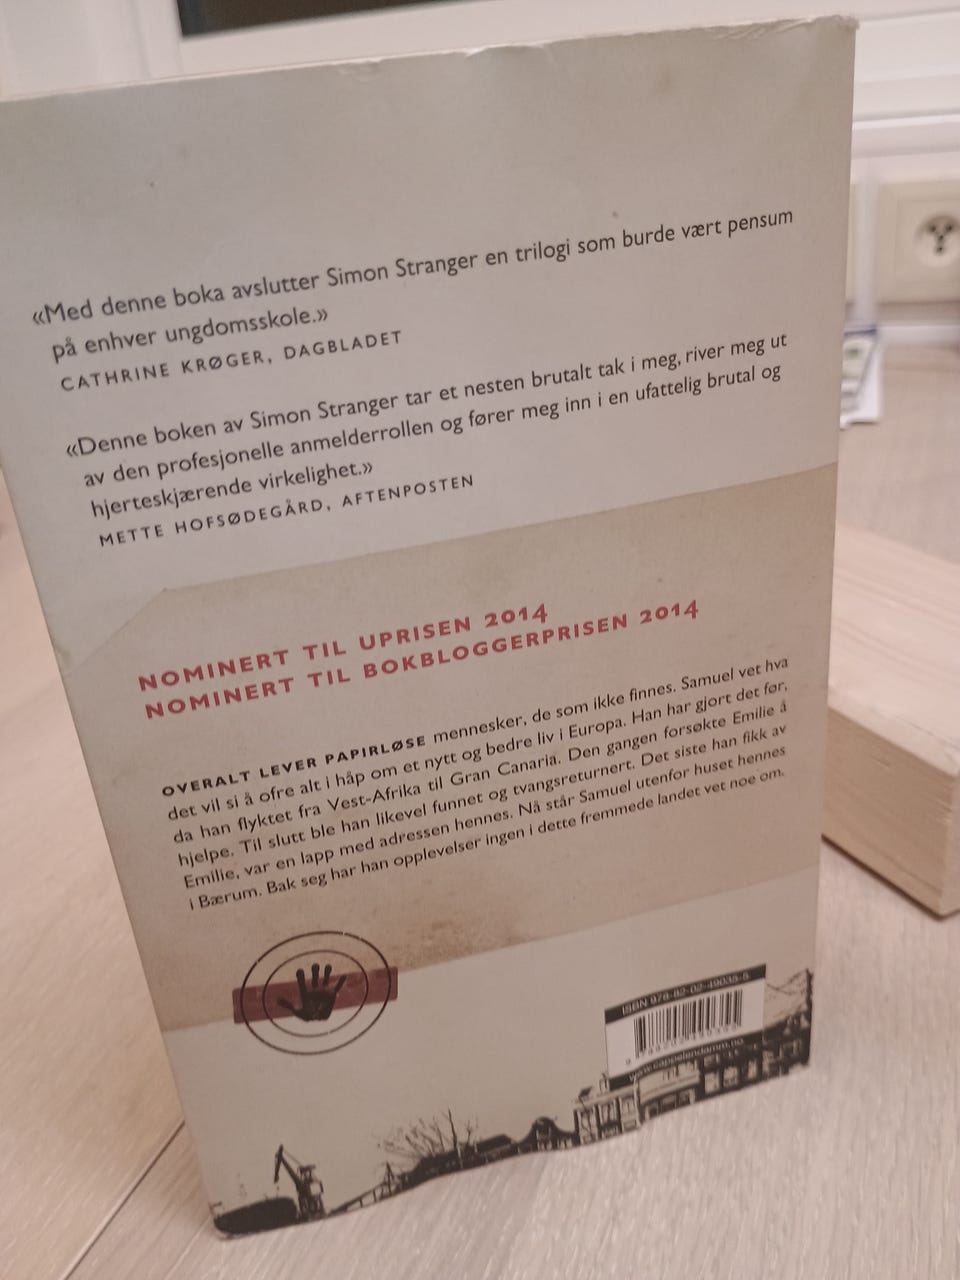 «Med denne boka avslutter Simon Stranger en trilogi som burde vært pensum
på enhver ungdomsskole.»
CATHRINE KRØGER, DAGBLADET
«Denne boken av Simon Stranger tar et nesten brutalt tak i meg, river meg ut
av den profesjonelle anmelderrollen og fører meg inn i en ufattelig brutal og
hjerteskjærende virkelighet.»
METTE HOFSØDEGÅRD, AFTENPOSTEN
NOMINERT TIL UPRISEN 2014
NOMINERT TIL BOKBLOGGERPRISEN 2014
OVERALT LEVER PAPIRLØSE mennesker, de som ikke finnes. Samuel vet hva
det vil si å ofre alt i håp om et nytt og bedre liv i Europa. Han har gjort det før,
da han flyktet fra Vest-Afrika til Gran Canaria. Den gangen forsøkte Emilie å
hjelpe. Til slutt ble han likevel funnet og tvangsreturnert. Det siste han fikk av
Emilie, var en lapp med adressen hennes. Nå står Samuel utenfor huset hennes
i Bærum. Bak seg har han opplevelser ingen i dette fremmede landet vet noe om.
ISBN 978-82-02-49035-5
www.cappelendamm.no